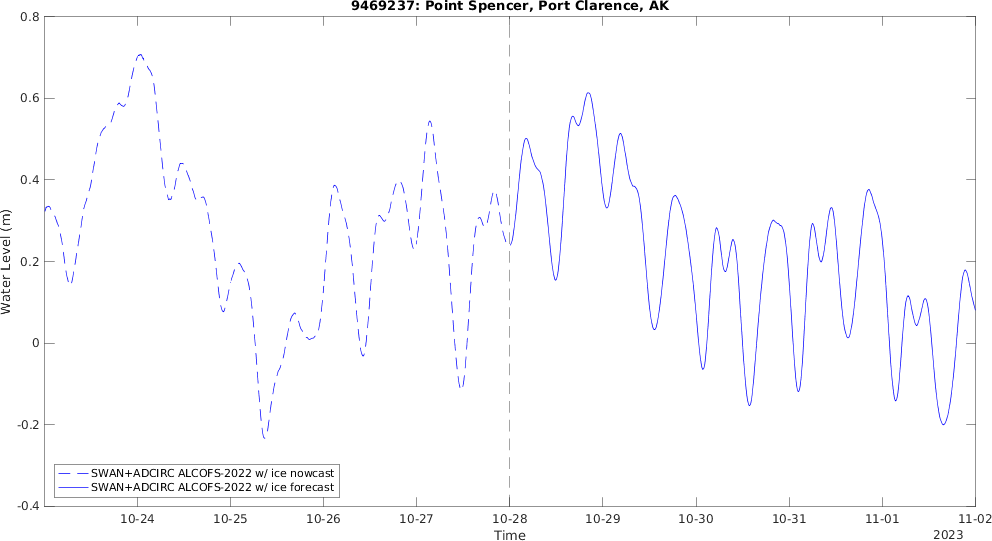 9469237: Point Spencer, Port Clarence, AK
0.8
0.6
0.4
0.2
0
-0.2
-0.4
Water Level (m)
SWAN+ADCIRC ALCOFS-2022 w/ ice nowcast
SWAN+ADCIRC ALCOFS-2022 w/ ice forecast
10-24 10-25 10-26 10-27 10-28 10-29 10-30 10-31 11-01 11-02
Time
2023